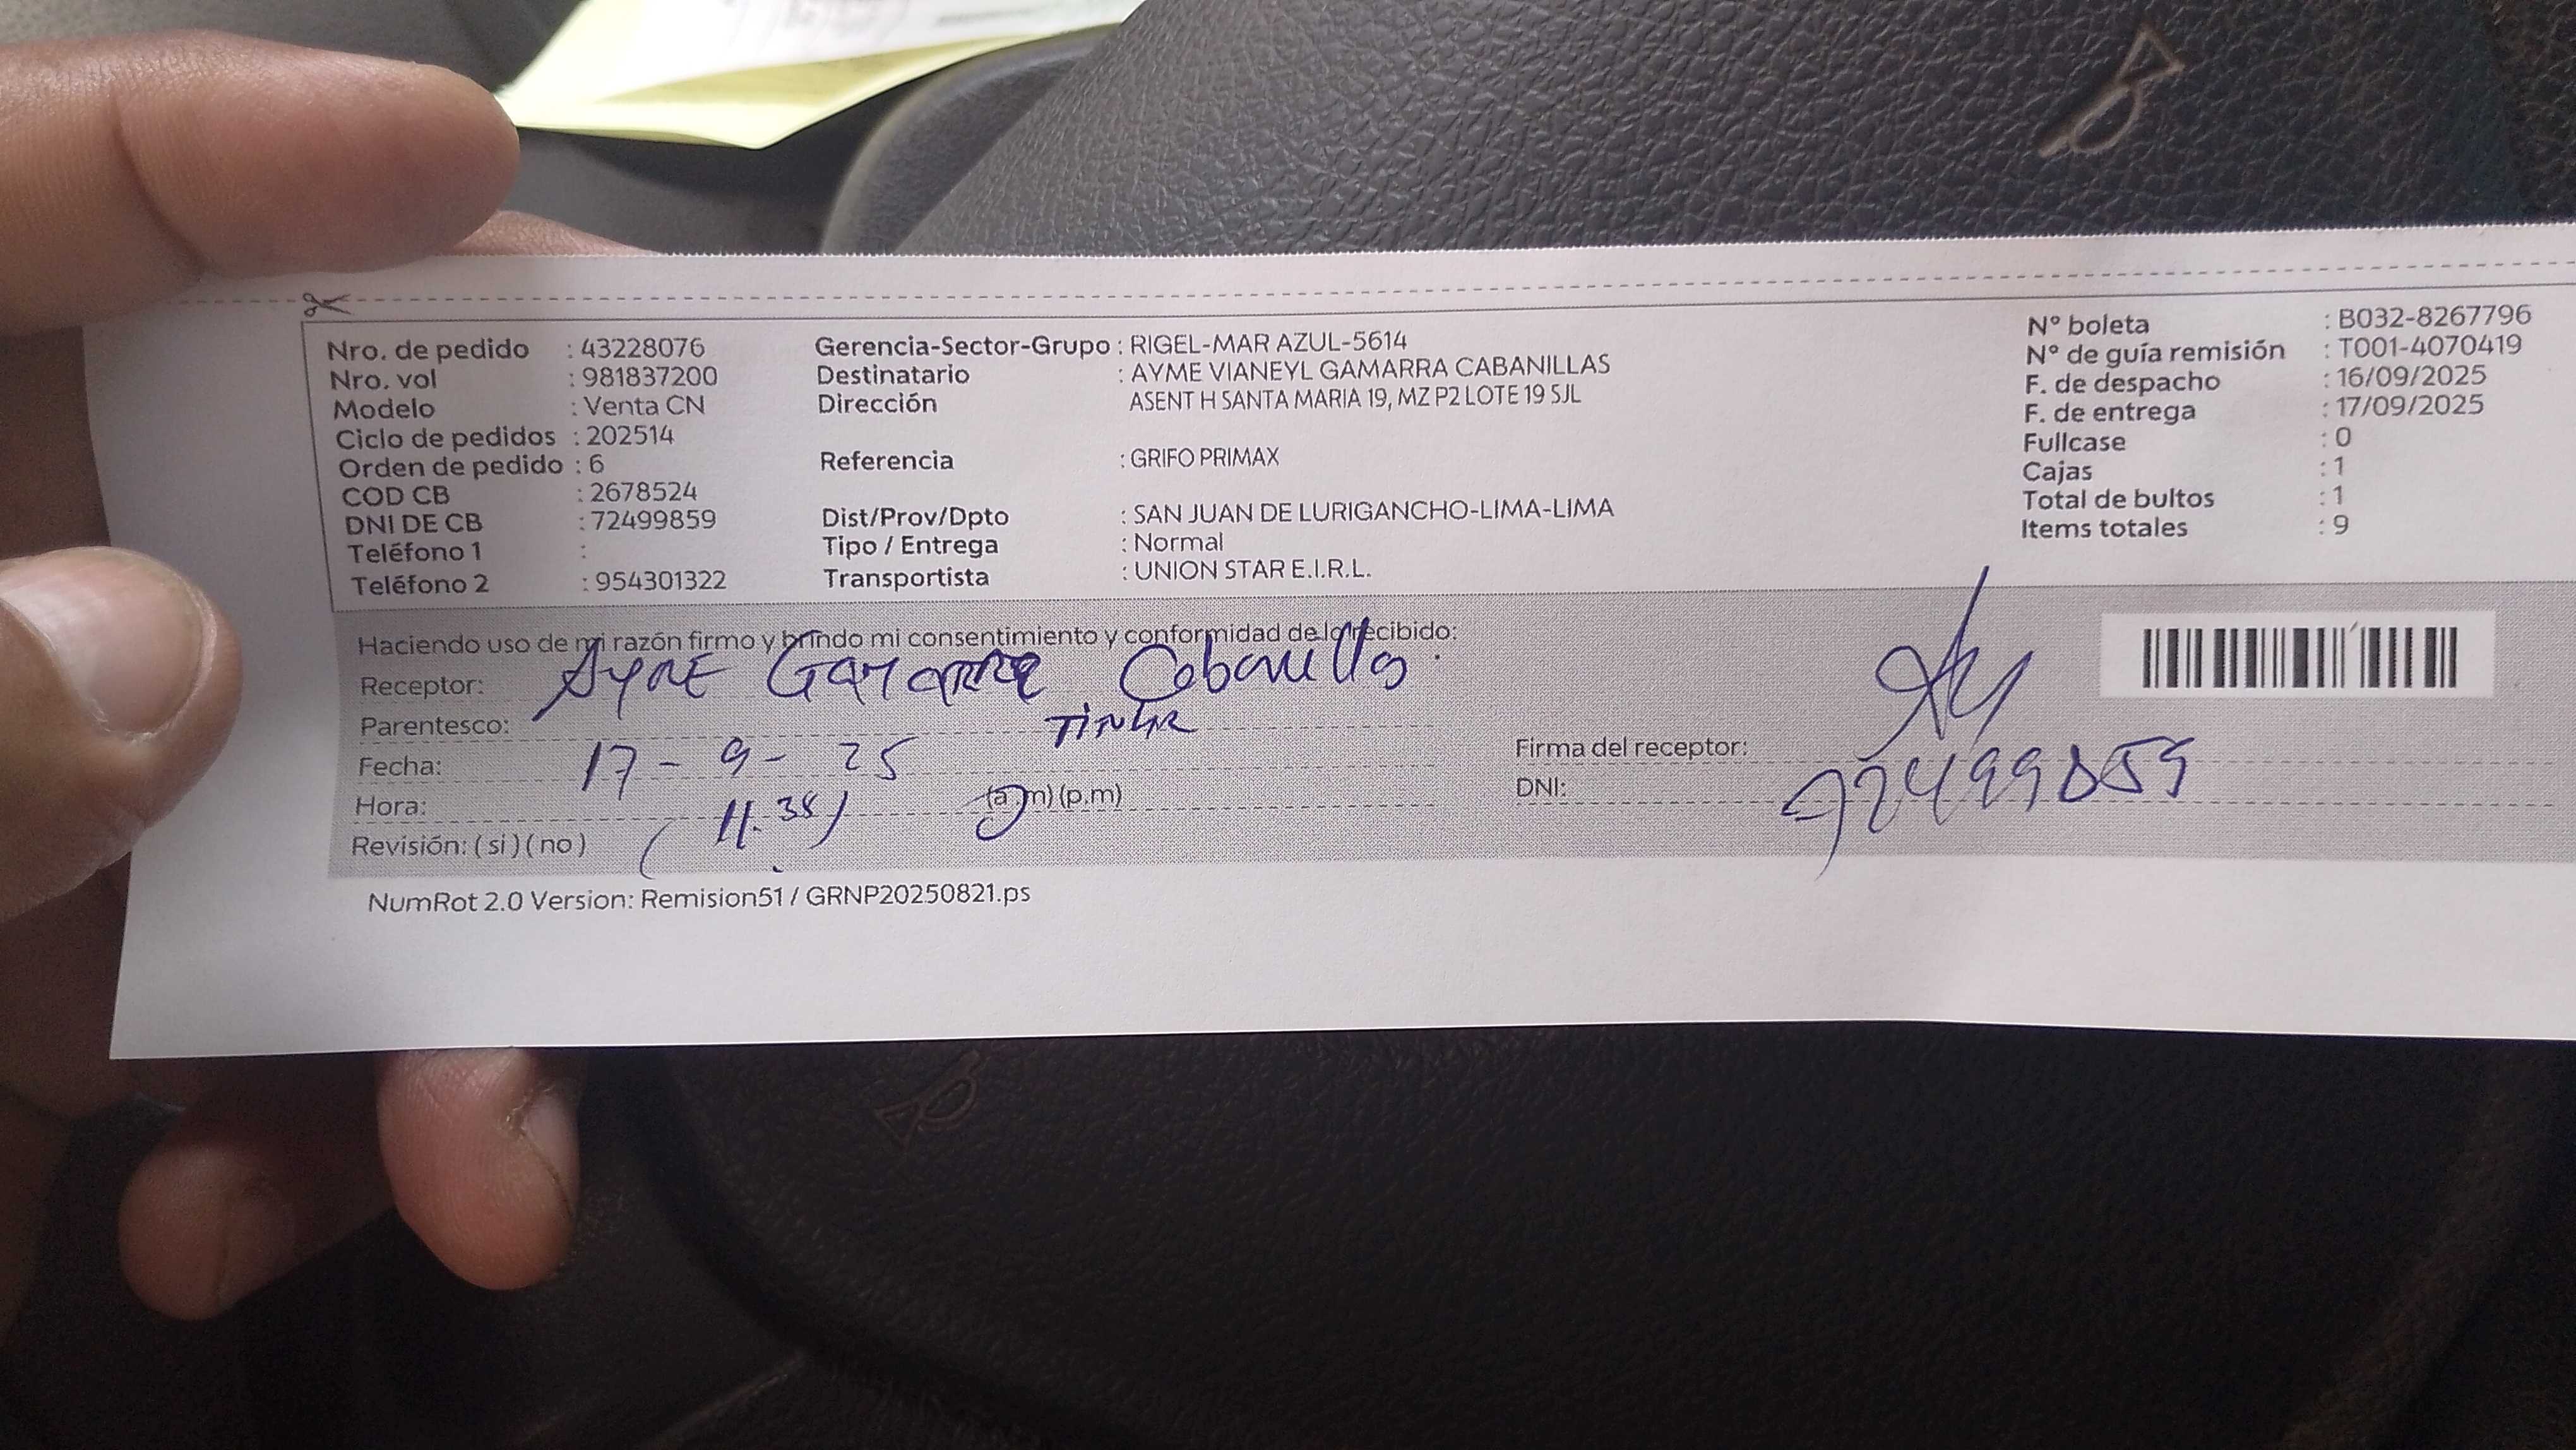 Nro. de pedido : 43228076
Nro. vol : 981837200
Modelo : Venta CN
Ciclo de pedidos : 202514
Orden de pedido : 6
COD CB : 2678524
DNI DE CB : 72499859
Teléfono 1 :
Teléfono 2 : 954301322
Gerencia-Sector-Grupo : RIGEL-MAR AZUL-5614
Destinatario : AYME VIANEYL GAMARRA CABANILLAS
Dirección ASENT H SANTA MARIA 19, MZ P2 LOTE 19 SJL
Referencia : GRIFO PRIMAX
Dist/Prov/Dpto : SAN JUAN DE LURIGANCHO-LIMA-LIMA
Tipo / Entrega : Normal
Transportista : UNION STAR E.I.R.L.
N° boleta : B032-8267796
N° de guía remisión : T001-4070419
F. de despacho : 16/09/2025
F. de entrega : 17/09/2025
Fullcase : 0
Cajas : 1
Total de bultos : 1
Items totales : 9
Haciendo uso de mi razón firmo y brindo mi consentimiento y conformidad de lo recibido:
Receptor: Cabanillas
Parentesco:
Fecha: 17 - 9 - 25
Hora: (11.38) (a.m) (p.m)
Revisión: ( si ) ( no )
Firma del receptor:
DNI: 72499859
NumRot 2.0 Version: Remision51 / GRNP20250821.ps